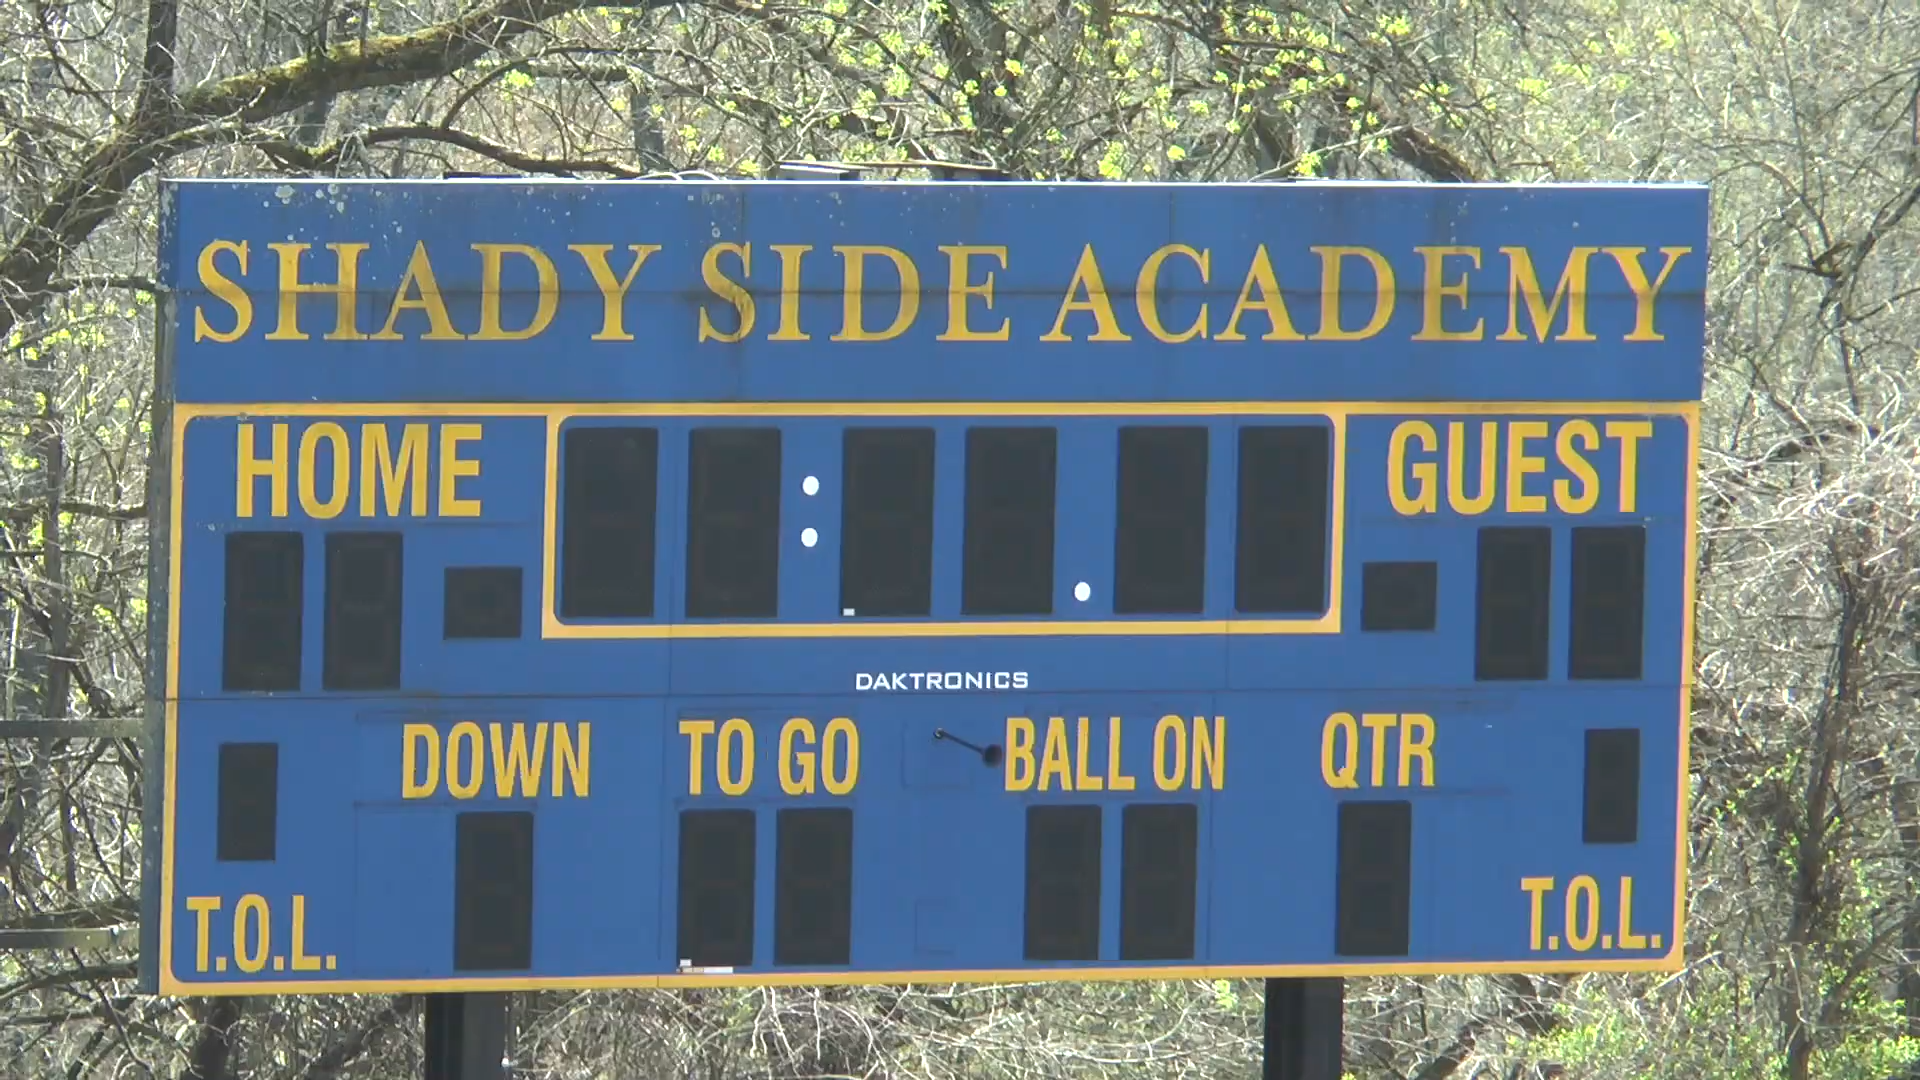 SHADY SIDE ACADEMY
HOME
GUEST
DAKTRONICS
DOWN TO GO BALL ON QTR
T.O.L. T.O.L.